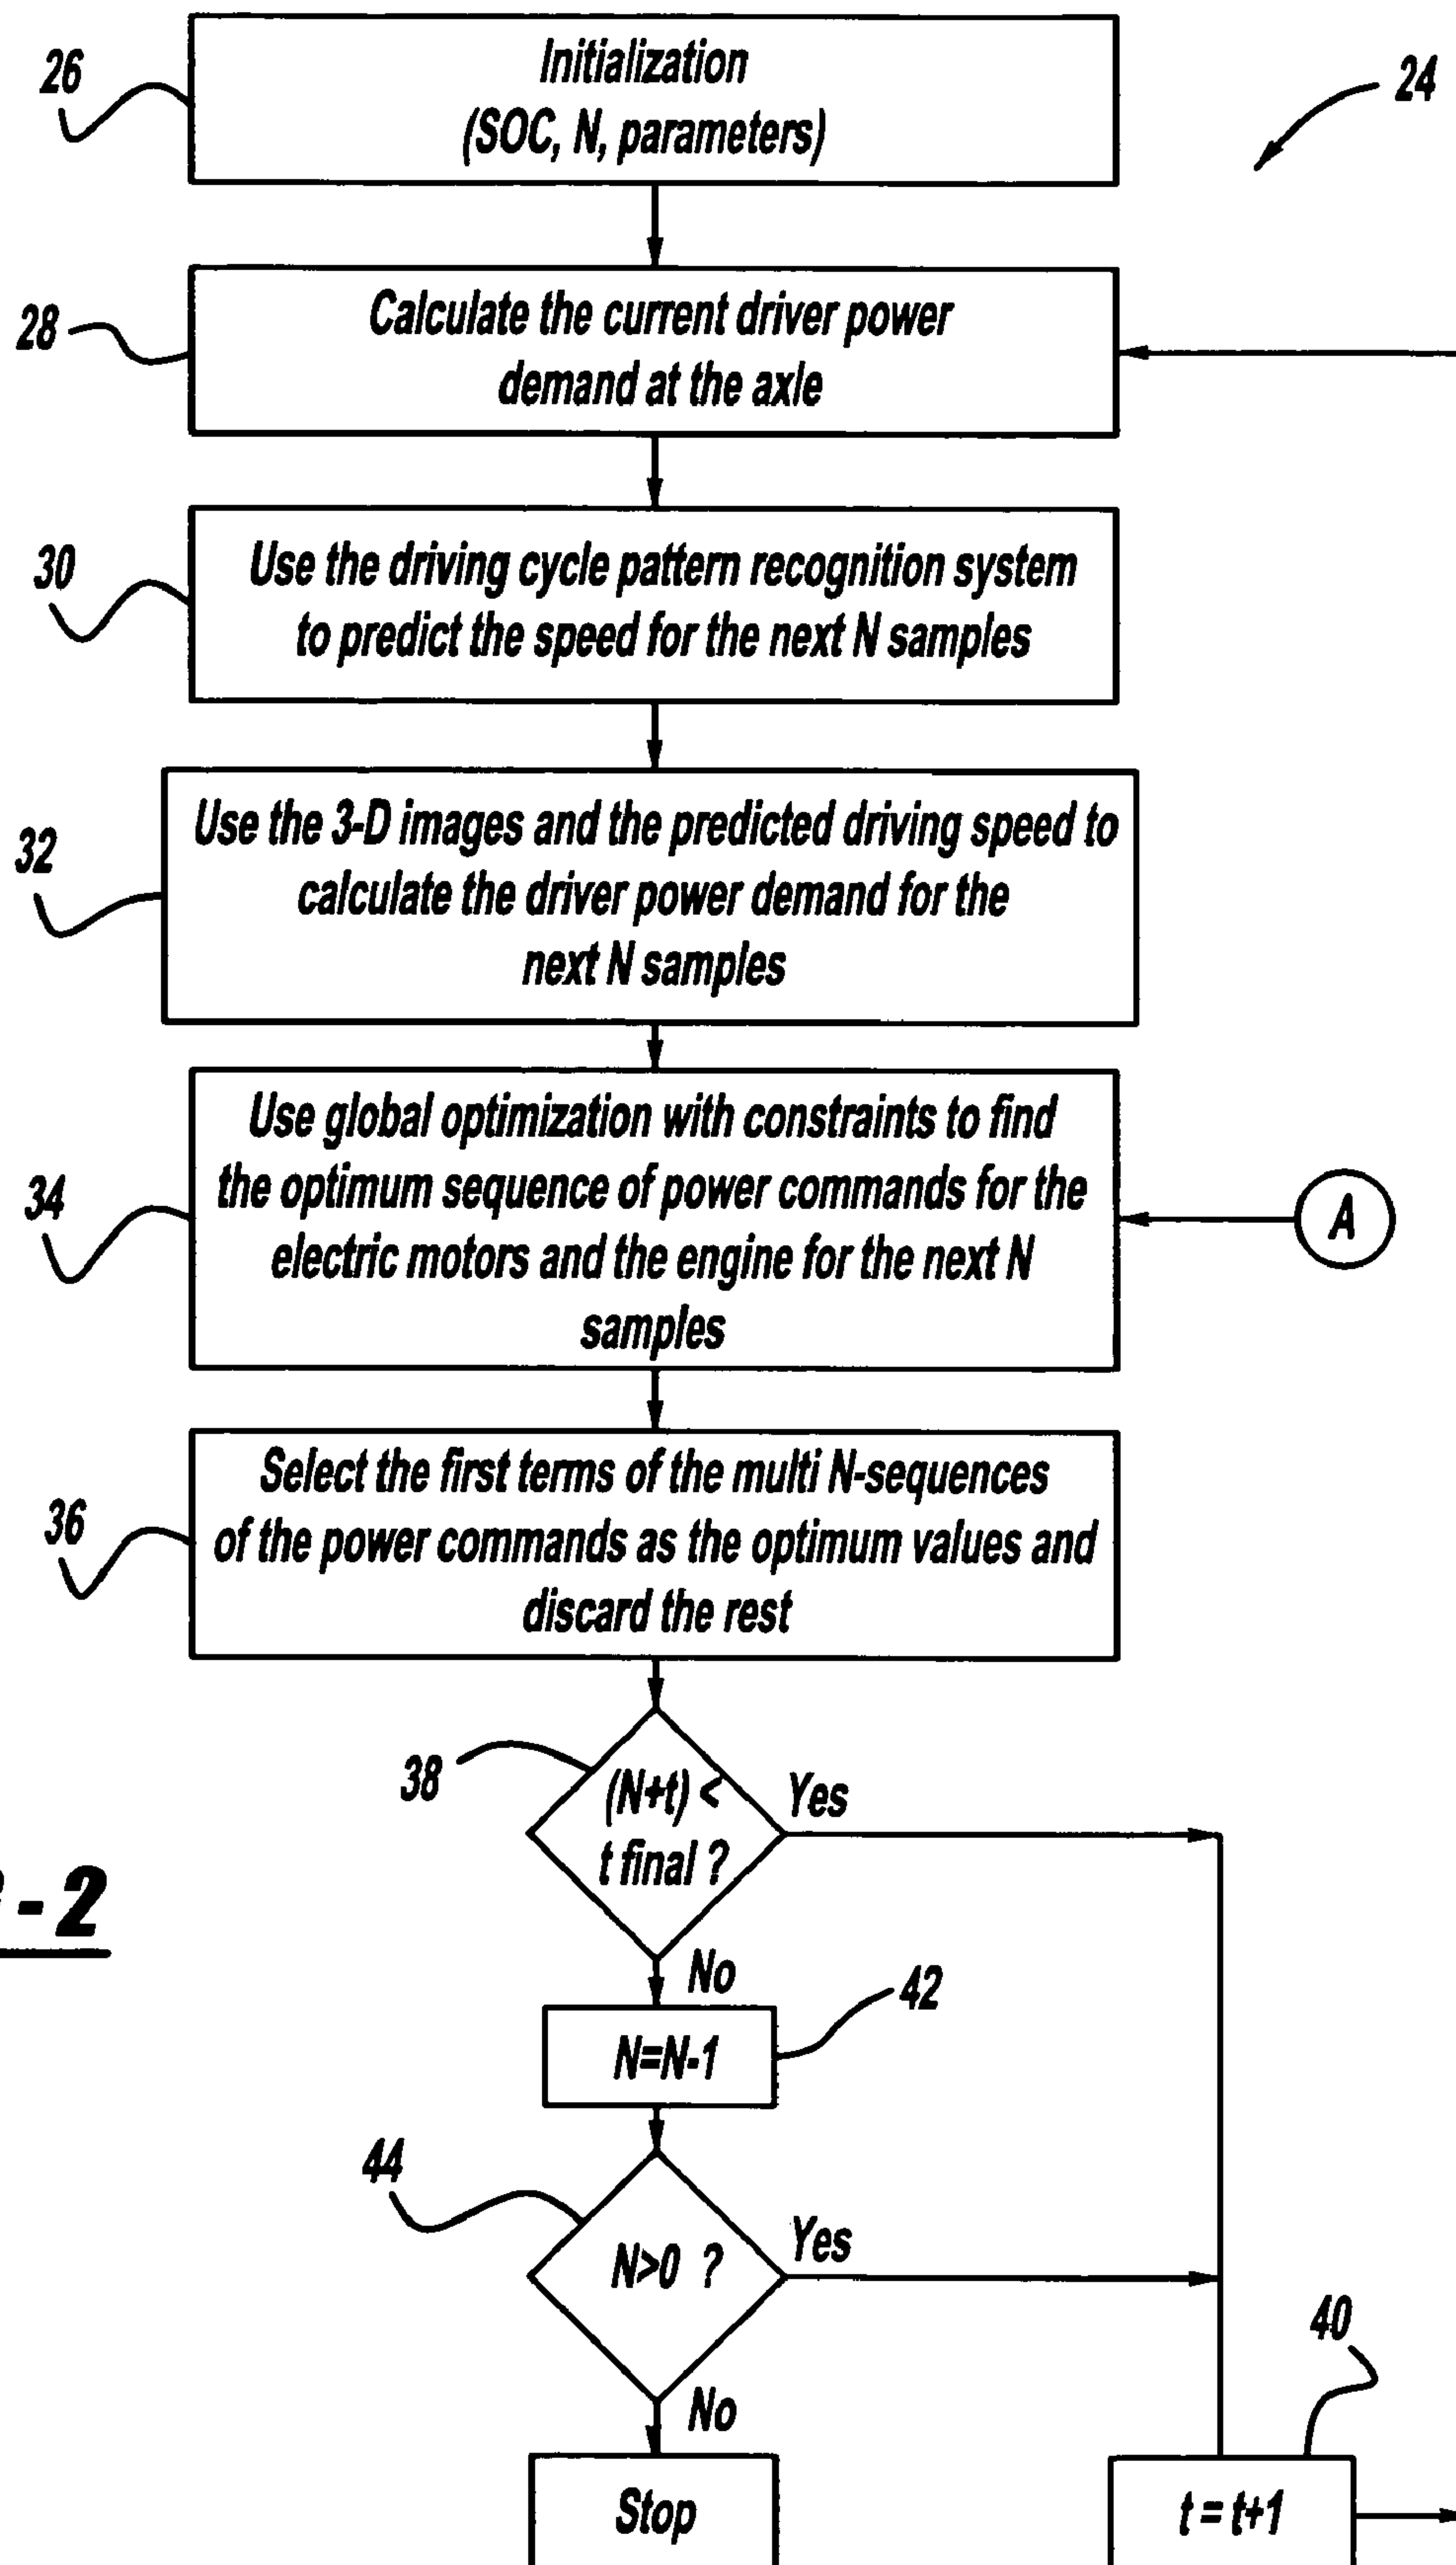 26
Initialization
(SOC, N, parameters)
24
28
Calculate the current driver power
demand at the axle
30
Use the driving cycle pattern recognition system
to predict the speed for the next N samples
32
Use the 3-D images and the predicted driving speed to
calculate the driver power demand for the
next N samples
34
Use global optimization with constraints to find
the optimum sequence of power commands for the
electric motors and the engine for the next N
samples
A
36
Select the first terms of the multi N-sequences
of the power commands as the optimum values and
discard the rest
38
(N+t) <
t final ?
Yes
- 2
No
42
N=N-1
44
N>0 ?
Yes
40
No
Stop
t = t+1